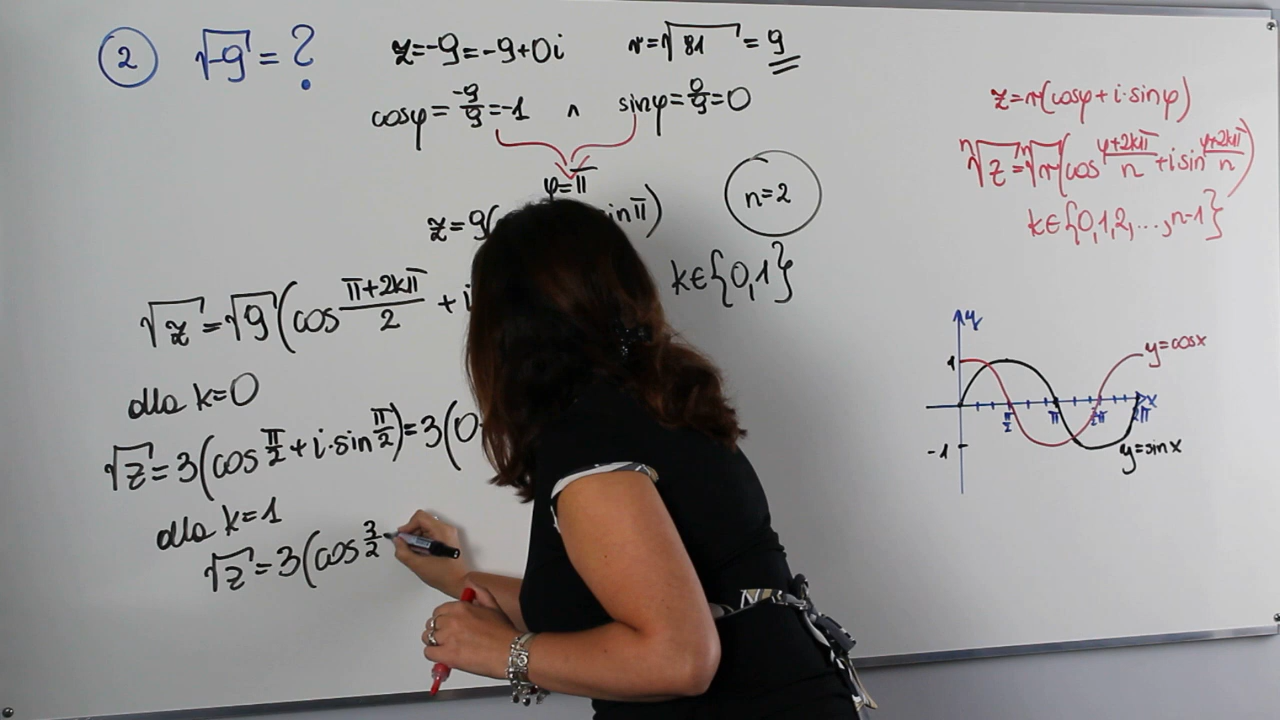 2 √-9 = ?
z=-9=-9+0i r=√81 = 9
cosφ= -9/9 =-1 ∧ sinφ= 0/9 =0
φ=π
z=9( inπ) n=2
k∈{0,1}
√z = √9 (cos (π+2kπ)/2 + i
dla k=0
√z = 3(cos π/2 + i·sin π/2) = 3(0
dla k=1
√z = 3(cos 3/2
z=r(cosφ+i·sinφ)
ⁿ√z = ⁿ√r (cos (φ+2kπ)/n + i sin (φ+2kπ)/n)
k∈{0,1,2,...,n-1}
y
1
y=cosx
π/2 π 3/2π 2π x
-1
y=sinx